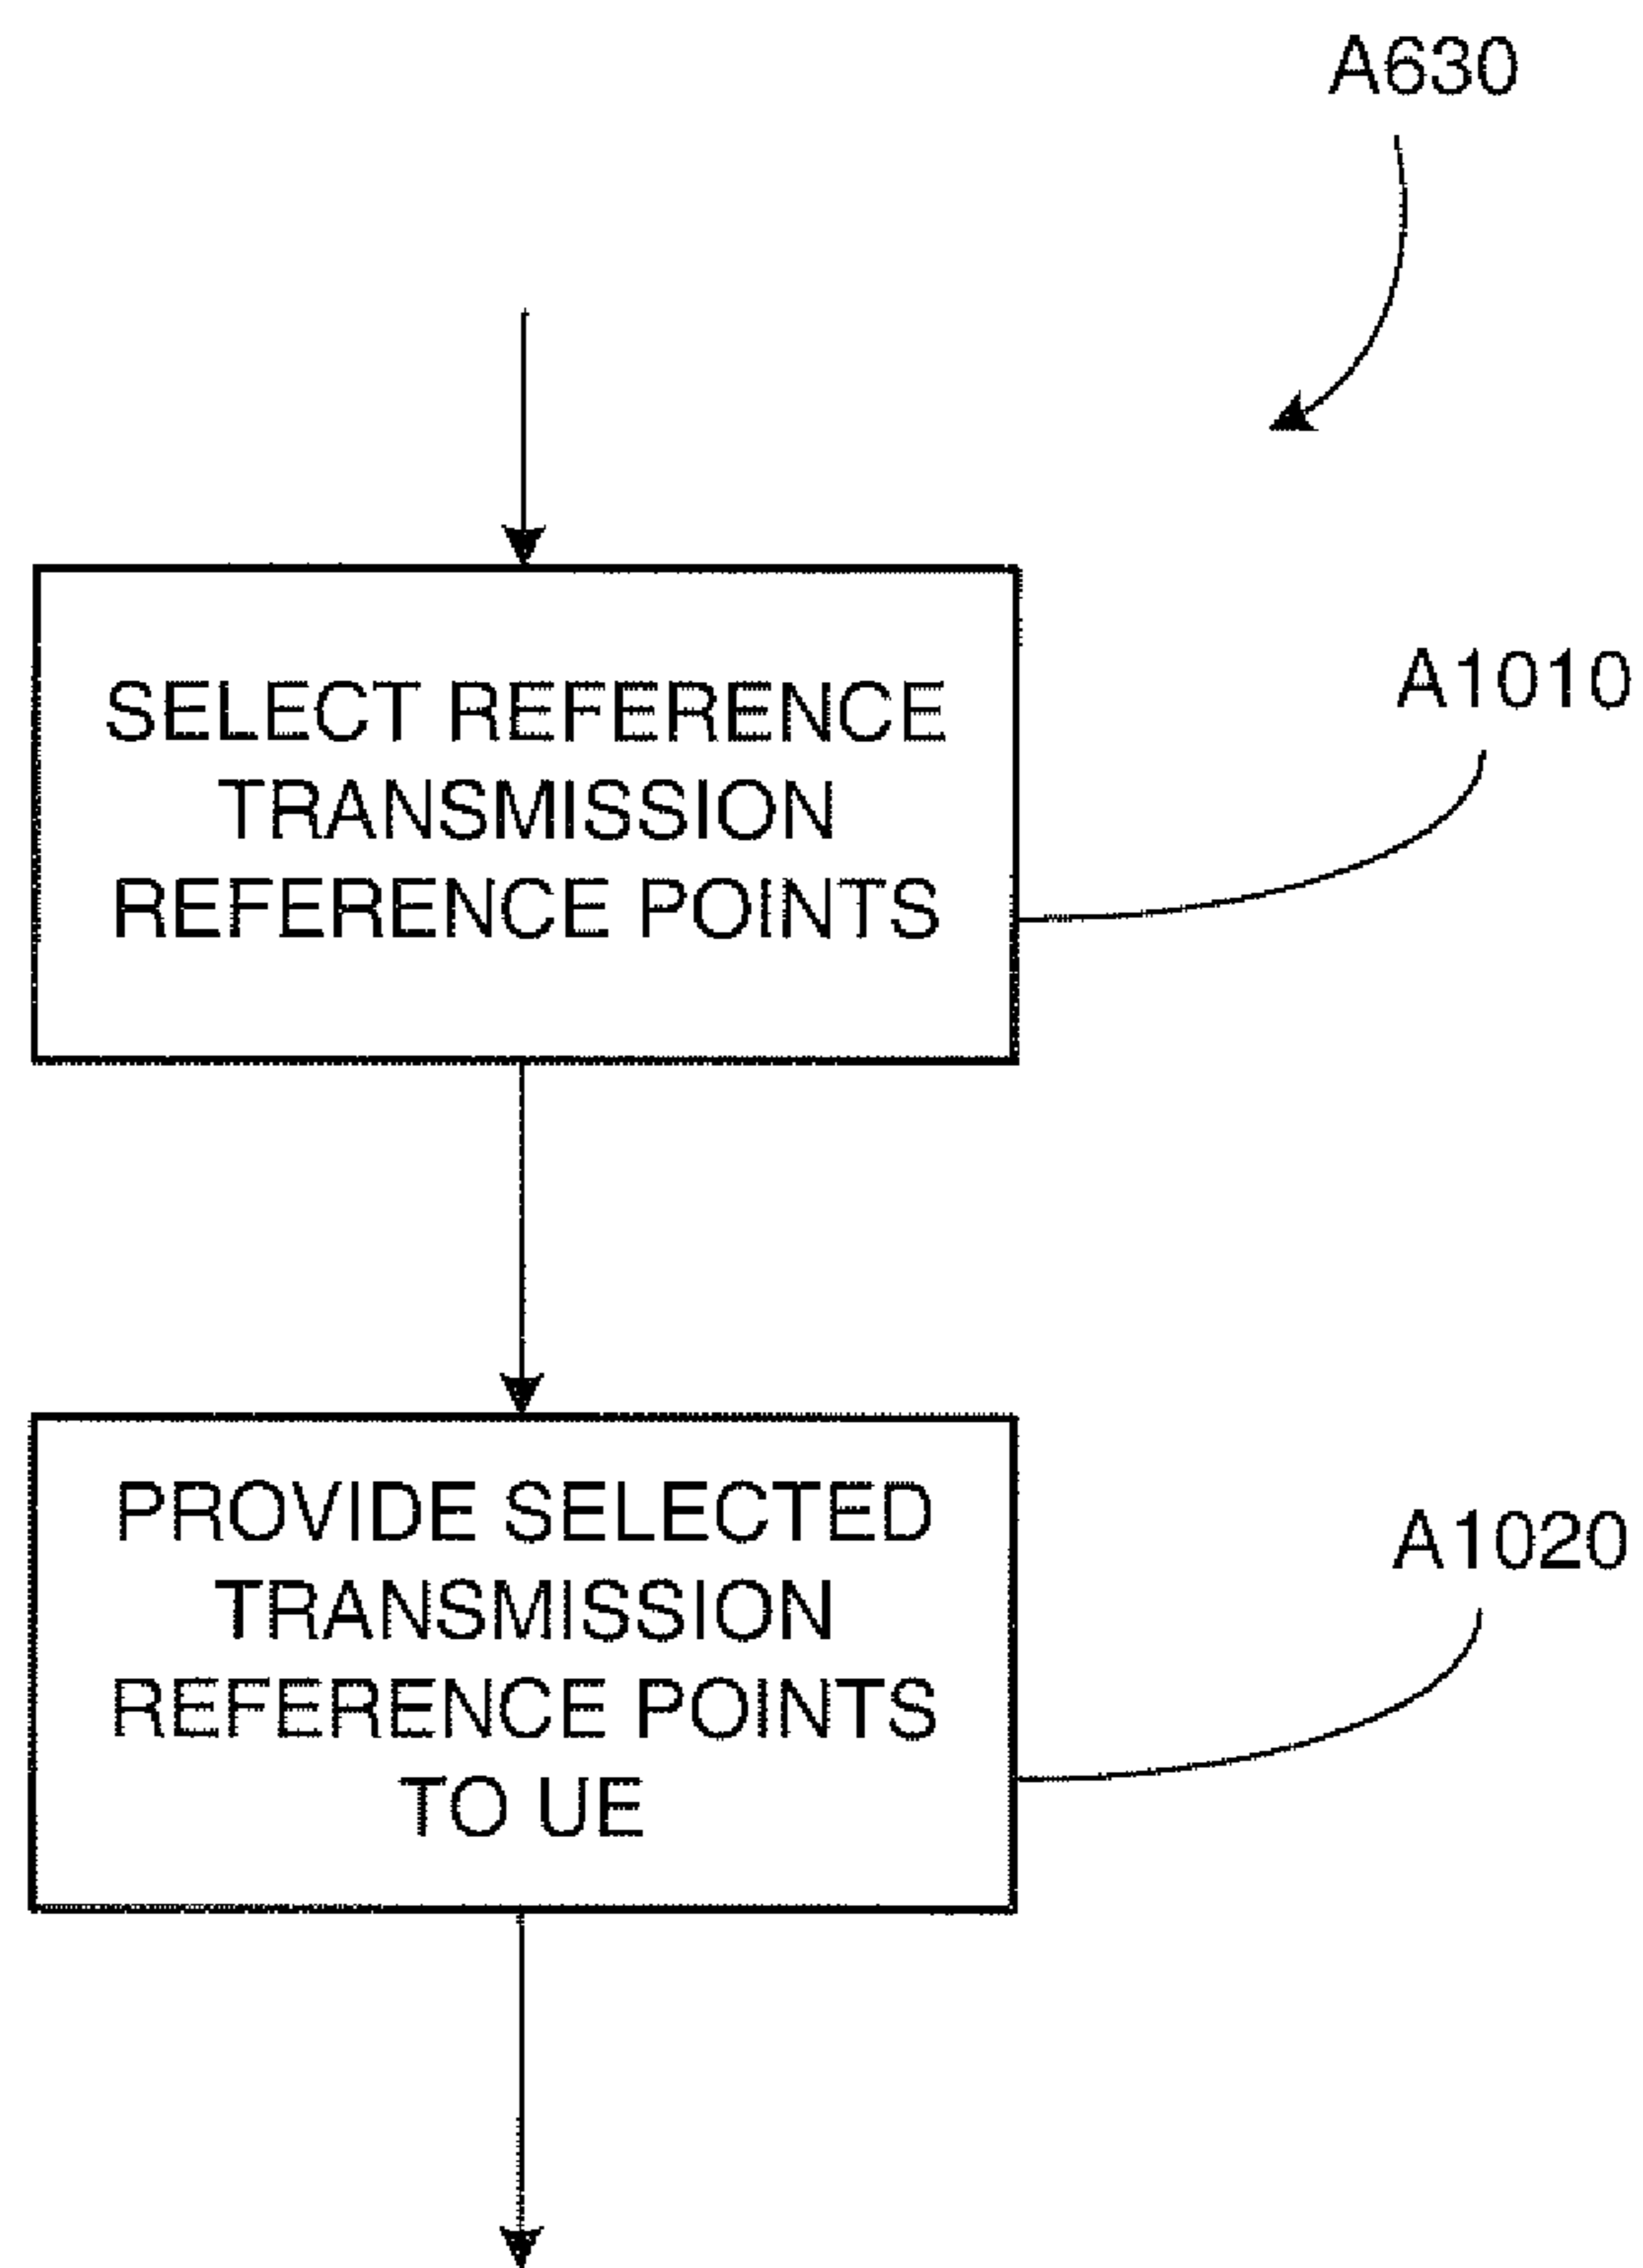 A630
SELECT REFERENCE
TRANSMISSION
REFERENCE POINTS
A1010
PROVIDE SELECTED
TRANSMISSION
REFERENCE POINTS
TO UE
A1020